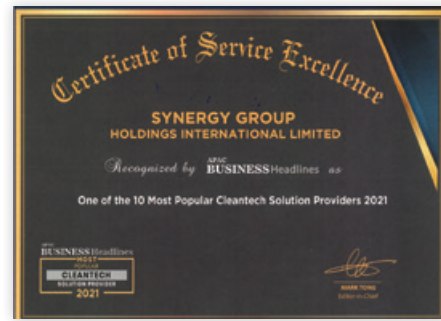 Certificate of Service Excellence
SYNERGY GROUP
HOLDINGS INTERNATIONAL LIMITED
Recognized by APAC BUSINESS Headlines as
One of the 10 Most Popular Cleantech Solution Providers 2021
APAC
BUSINESS Headlines
MOST
POPULAR
CLEANTECH
SOLUTION PROVIDER
2021
MARK TONG
Editor-in-Chief